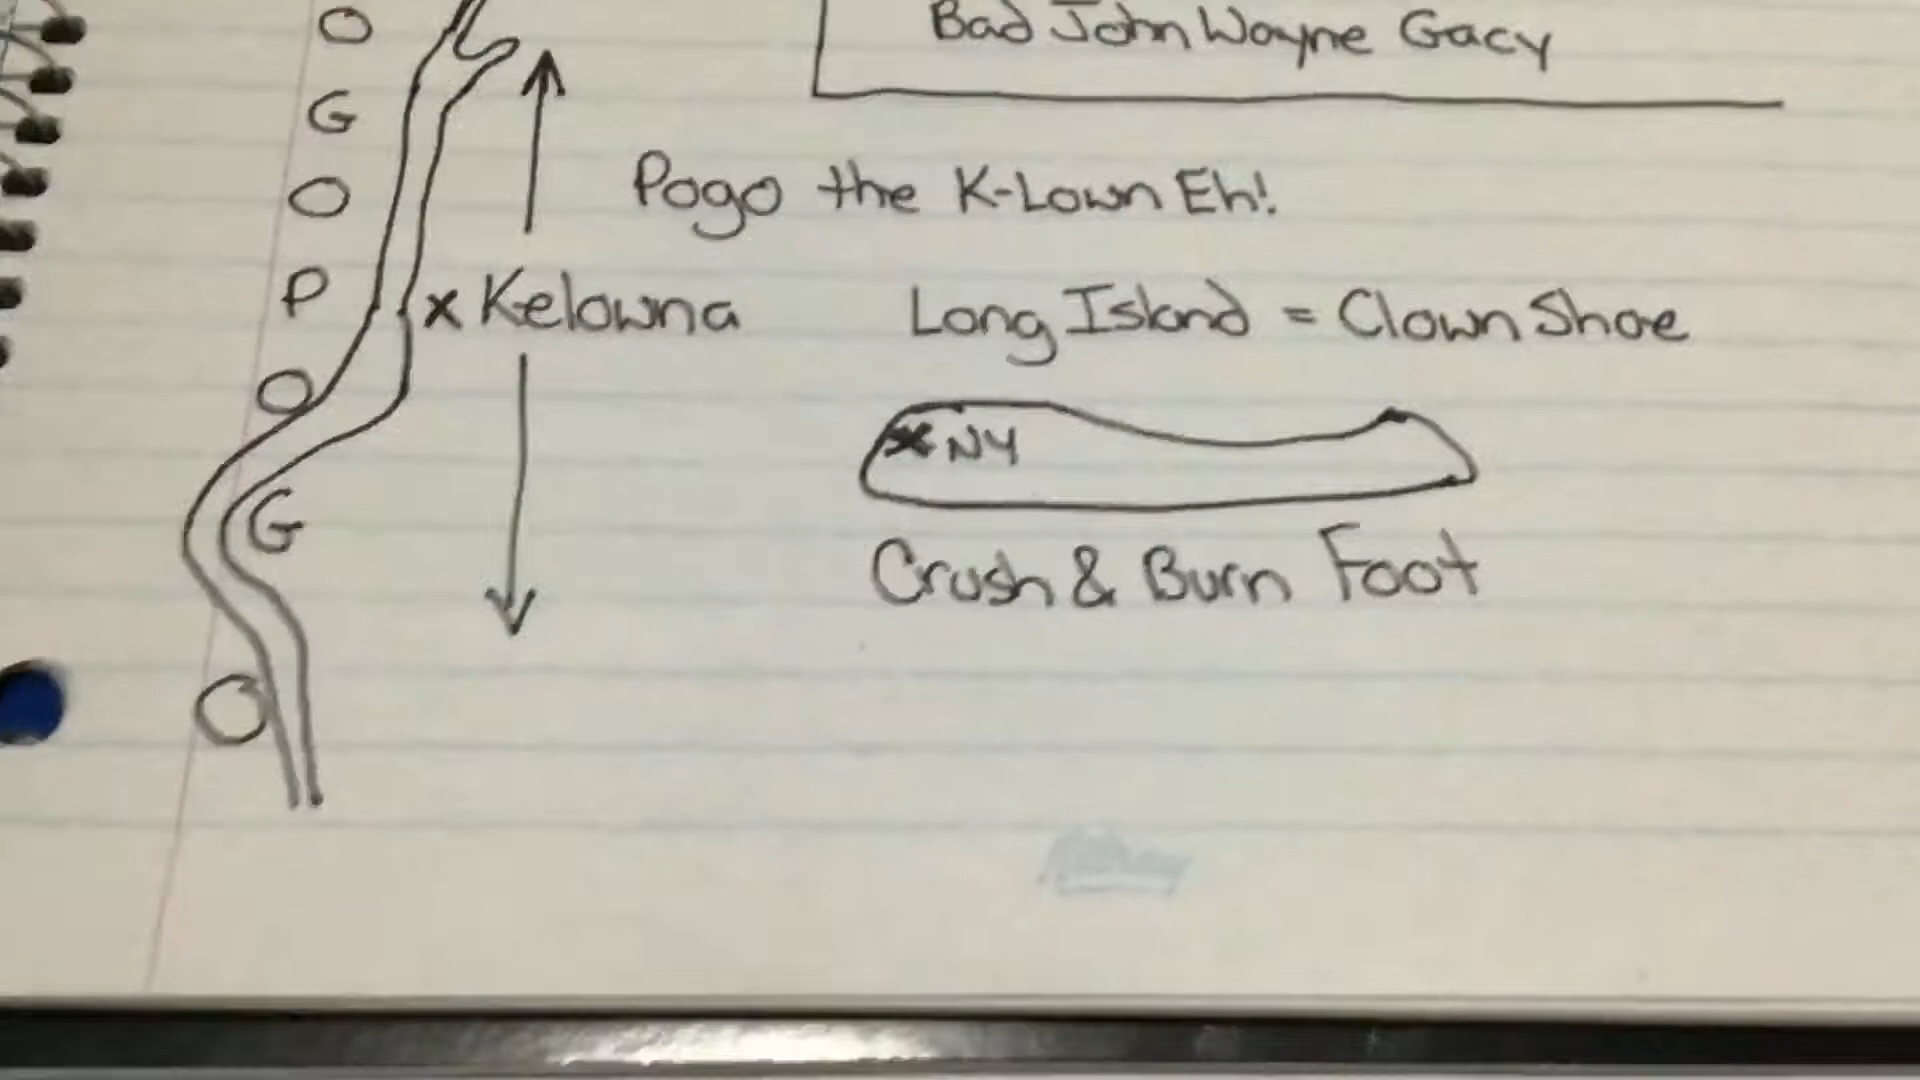 Bad John Wayne Gacy
Pogo the K-Lown Eh!
x Kelowna
Long Island = Clown Shoe
x NY
Crush & Burn Foot
O
G
O
P
O
G
O